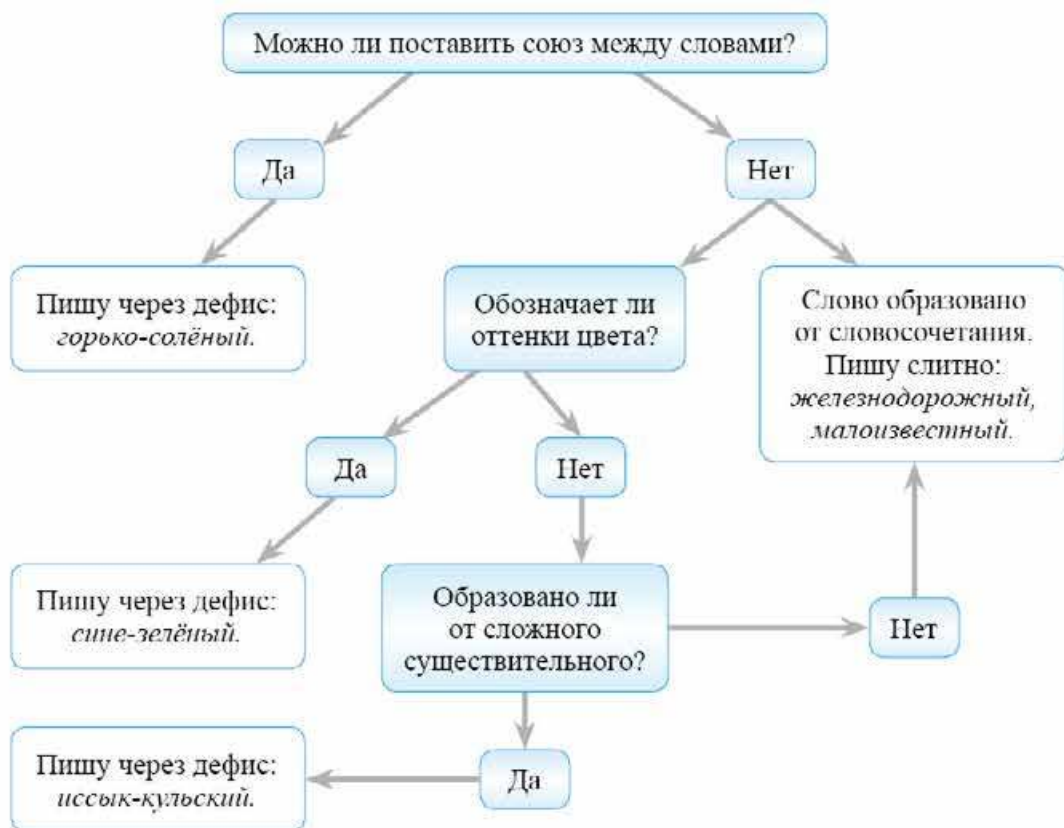 Можно ли поставить союз между словами?
Да
Нет
Пишу через дефис:
горько-солёный.
Обозначает ли
оттенки цвета?
Слово образовано
от словосочетания.
Пишу слитно:
железнодорожный,
малоизвестный.
Да
Нет
Пишу через дефис:
сине-зелёный.
Образовано ли
от сложного
существительного?
Нет
Пишу через дефис:
иссык-кульский.
Да